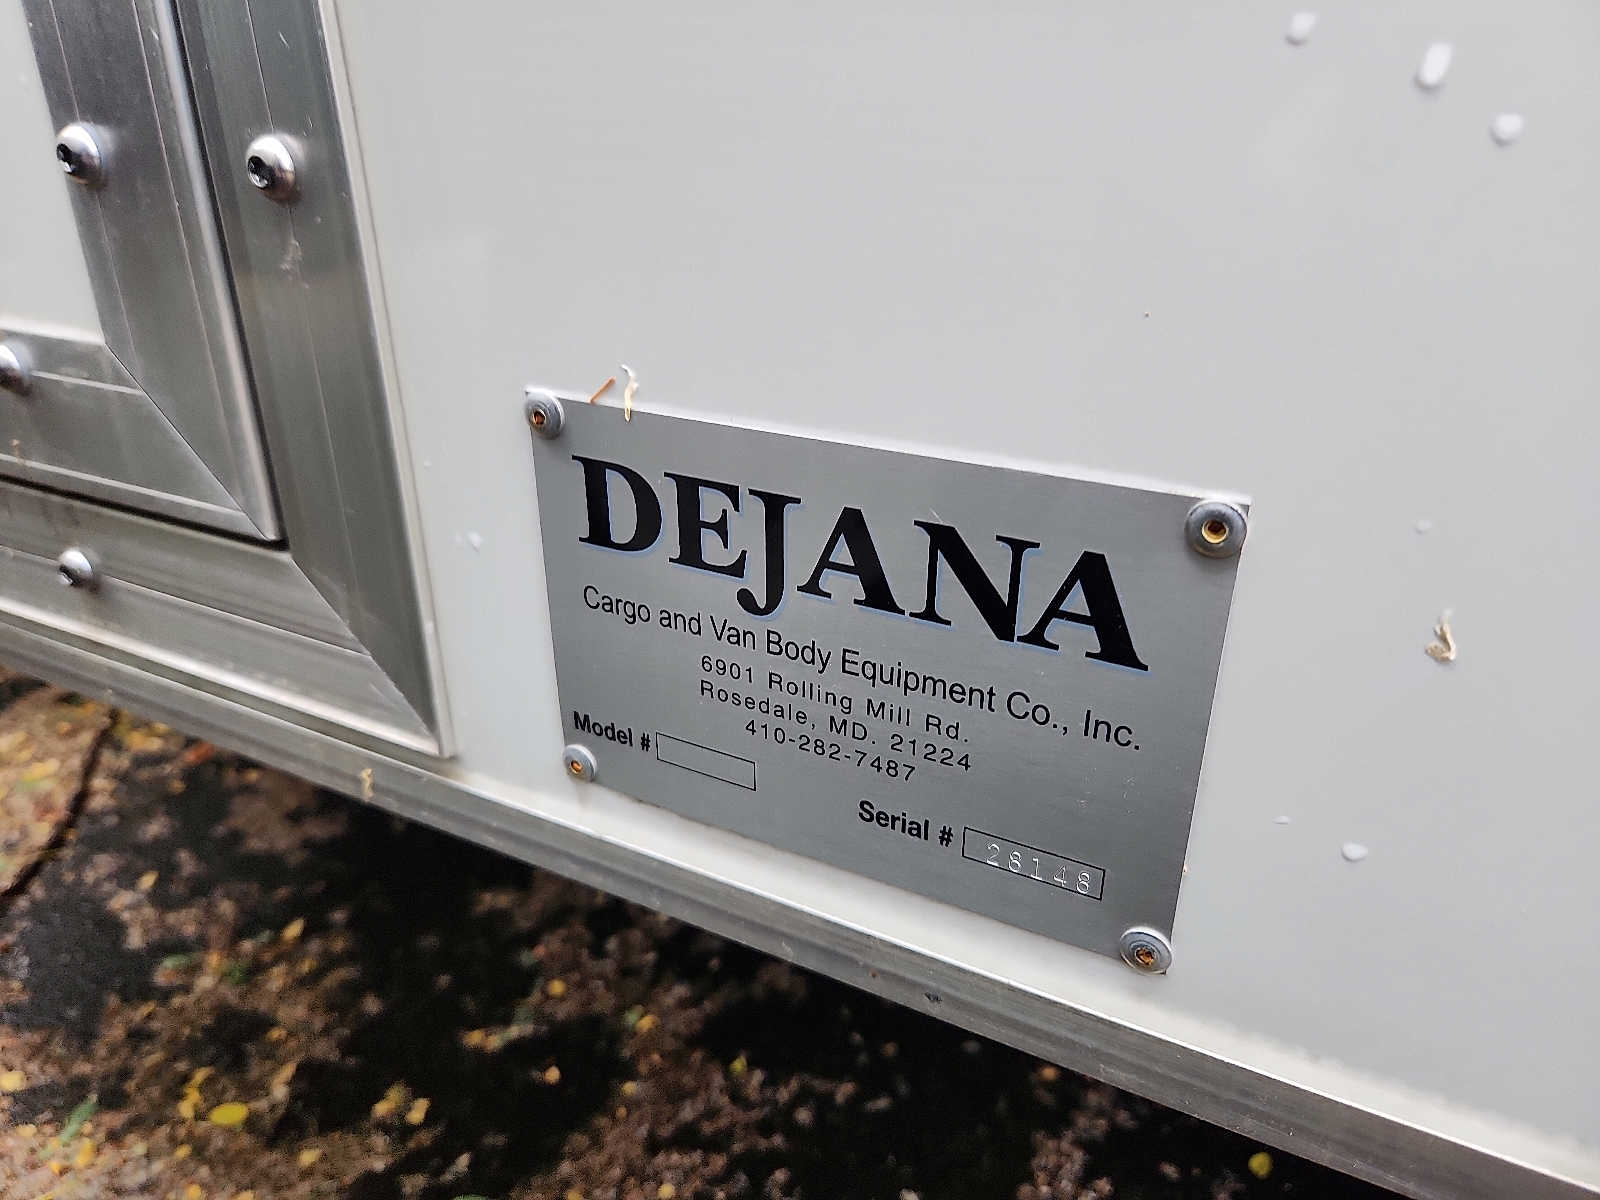 DEJANA
Cargo and Van Body Equipment Co., Inc.
6901 Rolling Mill Rd.
Rosedale, MD. 21224
410-282-7487
Model #
Serial # 28148